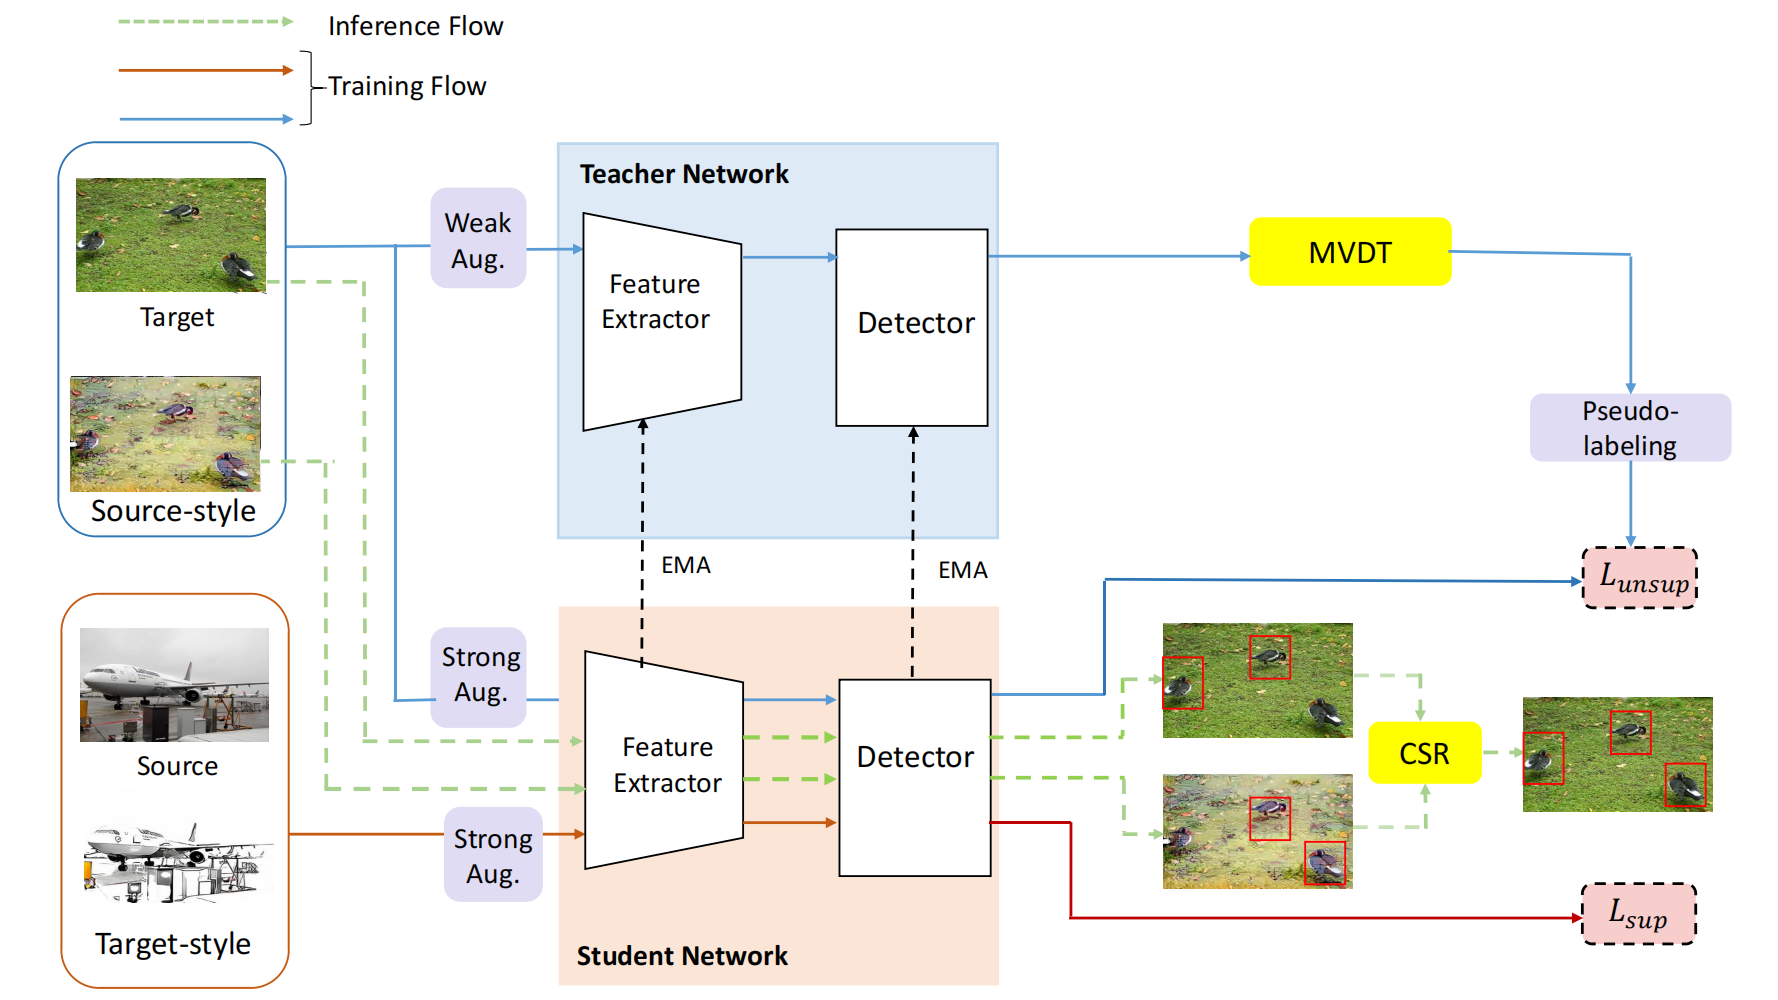 Inference Flow
Training Flow
Target
Source-style
Source
Target-style
Weak
Aug.
Strong
Aug.
Strong
Aug.
Teacher Network
Feature
Extractor
Detector
EMA
EMA
Feature
Extractor
Detector
Student Network
MVDT
Pseudo-
labeling
L_{unsup}
CSR
L_{sup}